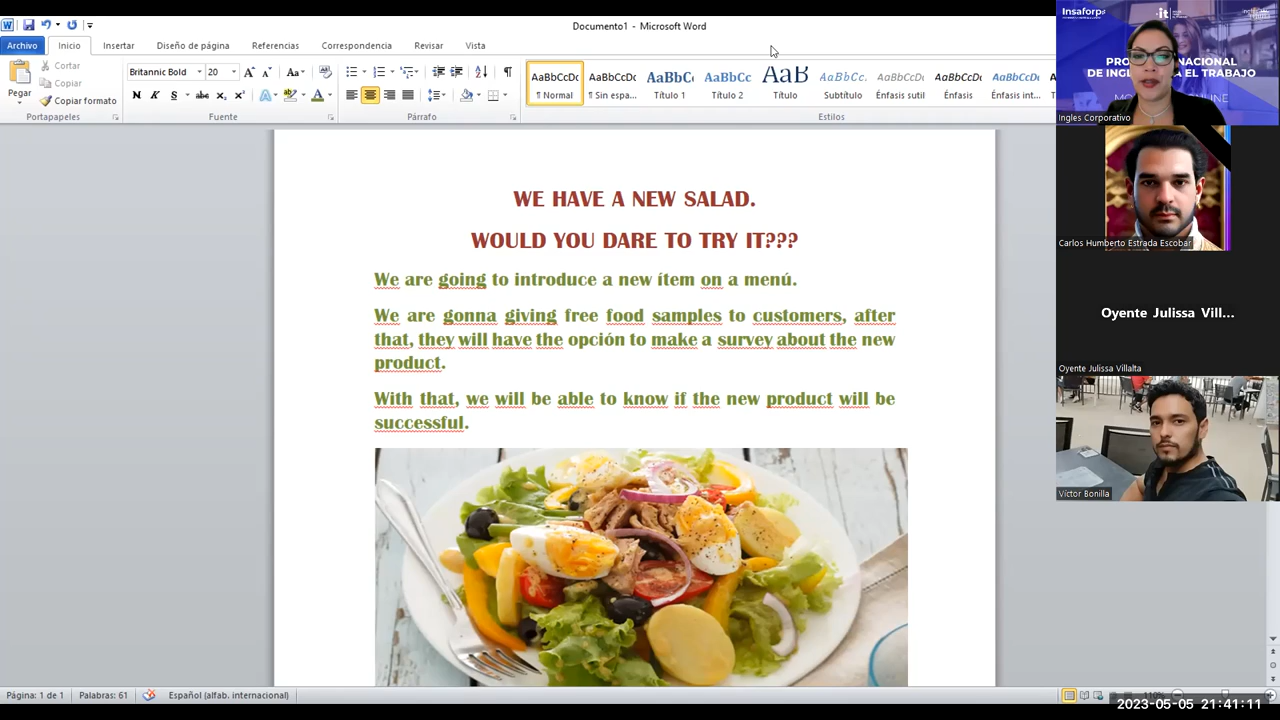 Documento1 - Microsoft Word
Archivo Inicio Insertar Diseño de página Referencias Correspondencia Revisar Vista
Pegar
Cortar
Copiar
Copiar formato
Portapapeles
Britannic Bold 20
Fuente
Párrafo
AaBbCcDc AaBbCcDc AaBbC AaBbCc AaB AaBbCc. AaBbCcDc AaBbCcDc AaBbCcDc
¶ Normal ¶ Sin espa... Título 1 Título 2 Título Subtítulo Énfasis sutil Énfasis Énfasis int...
Estilos
WE HAVE A NEW SALAD.
WOULD YOU DARE TO TRY IT???
We are going to introduce a new ítem on a menú.
We are gonna giving free food samples to customers, after
that, they will have the opción to make a survey about the new
product.
With that, we will be able to know if the new product will be
successful.
Insaforp
Ingles Corporativo
Carlos Humberto Estrada Escobar
Oyente Julissa Vill...
Oyente Julissa Villalta
Víctor Bonilla
Página: 1 de 1 Palabras: 61 Español (alfab. internacional) 110%
2023-05-05 21:41:11